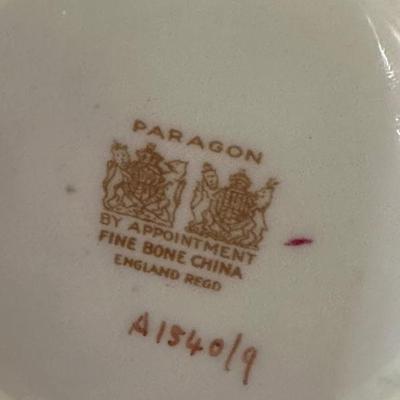 PARAGON
BY APPOINTMENT
FINE BONE CHINA
ENGLAND REGD
A1540/9